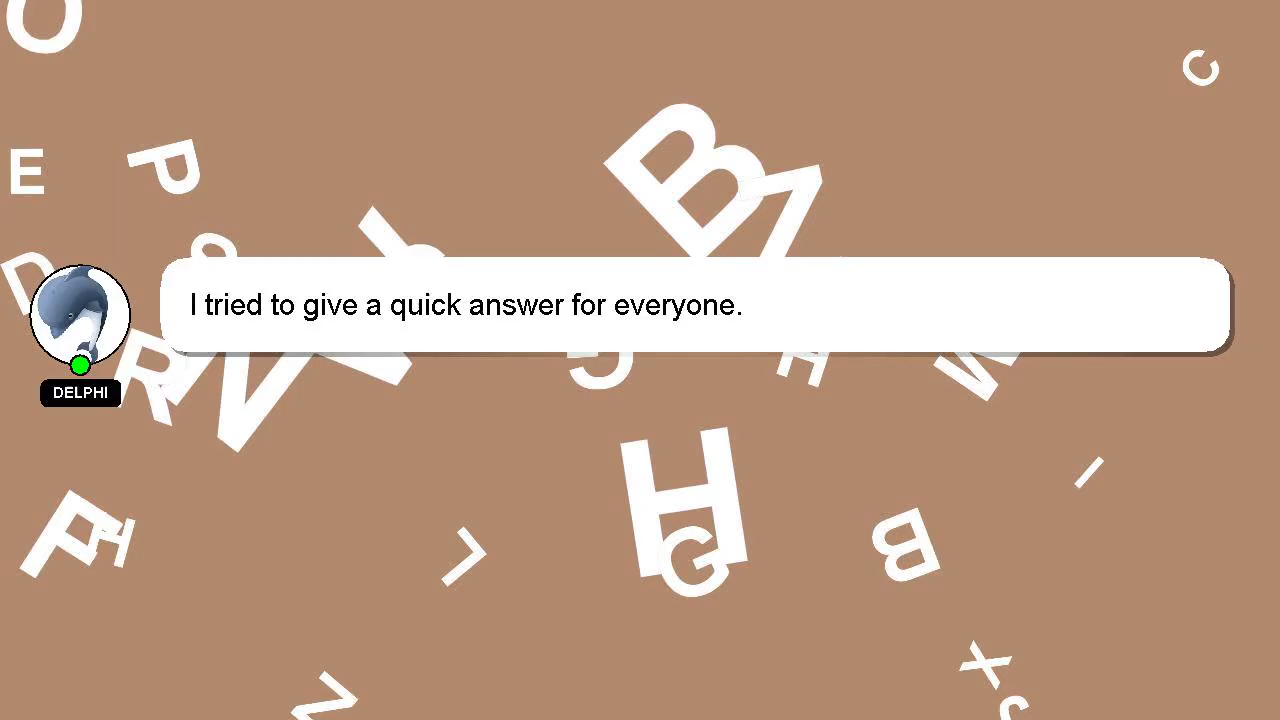 O
C
B
E
P
Z
S
D
I tried to give a quick answer for everyone.
DELPHI
R
N
G
H
M
H
I
P
H
L
G
B
X
J
Z